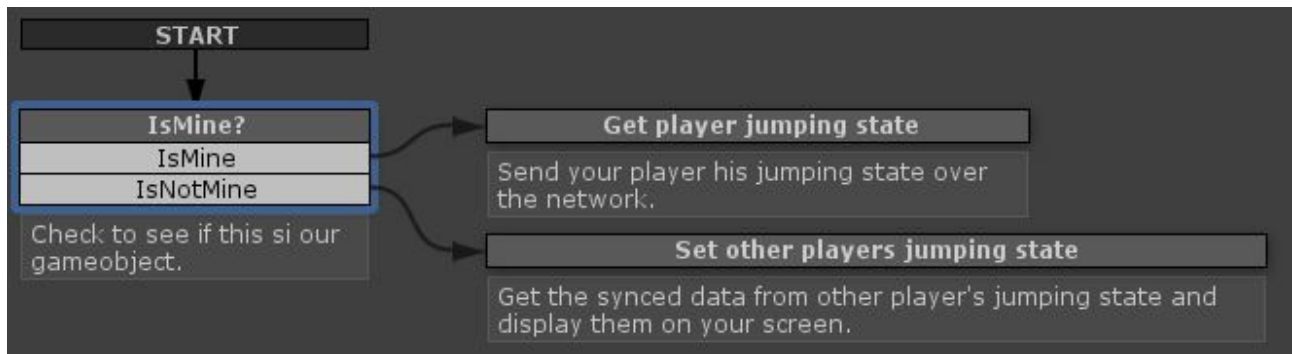 START
IsMine?
IsMine
IsNotMine
Check to see if this si our
gameobject.
Get player jumping state
Send your player his jumping state over
the network.
Set other players jumping state
Get the synced data from other player's jumping state and
display them on your screen.